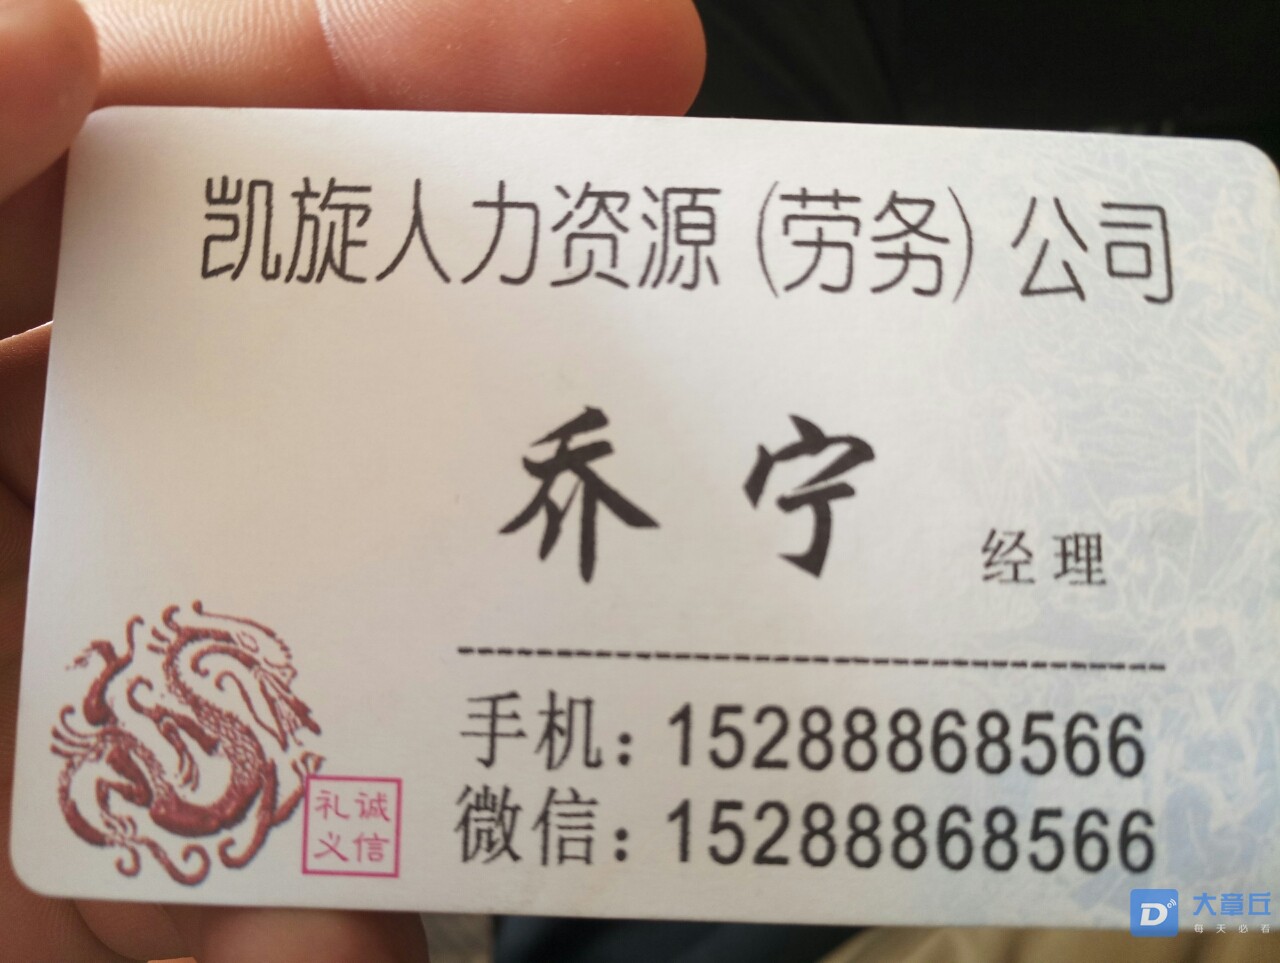 凯旋人力资源(劳务)公司
乔宁
经理
手机：15288868566
微信：15288868566
礼诚
义信
大章丘
每天必看